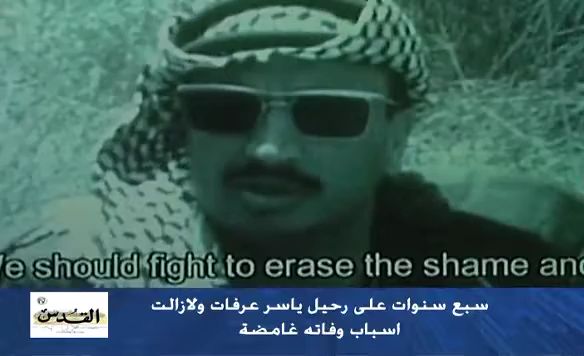 We should fight to erase the shame and
سبع سنوات على رحيل ياسر عرفات ولازالت
اسباب وفاته غامضة
القدس